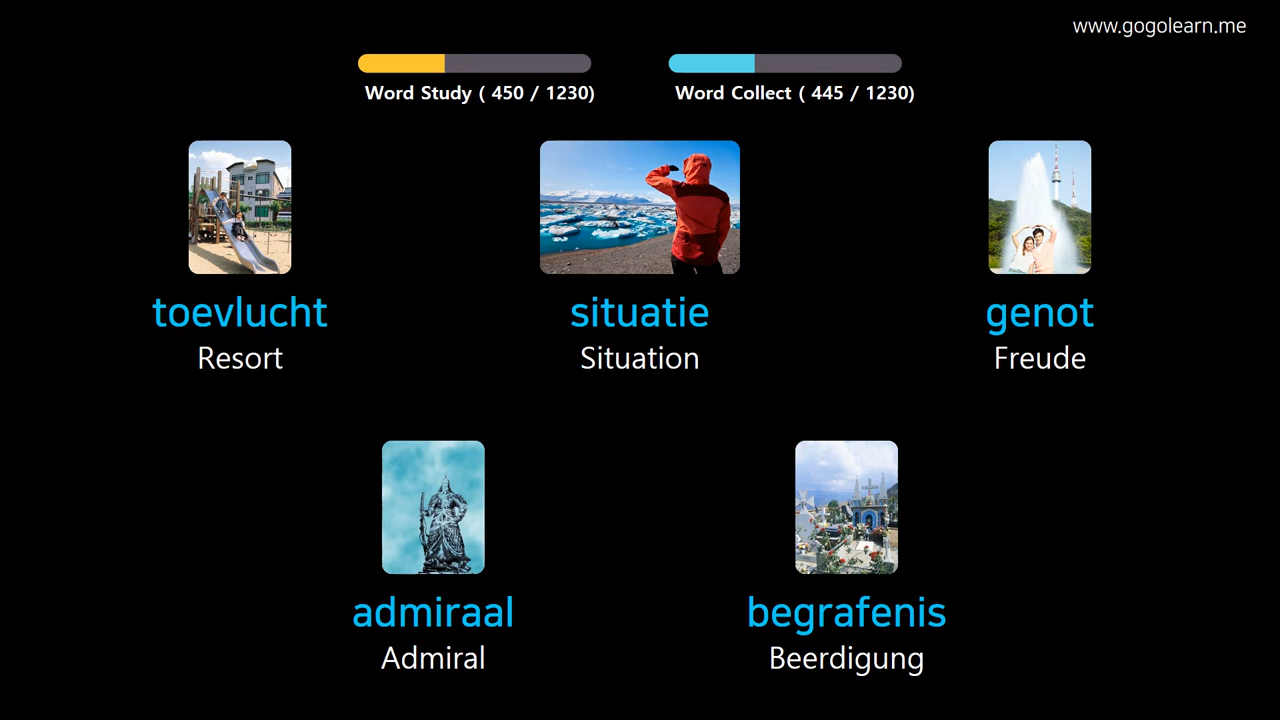 www.gogolearn.me
Word Study ( 450 / 1230)
Word Collect ( 445 / 1230)
toevlucht
Resort
situatie
Situation
genot
Freude
admiraal
Admiral
begrafenis
Beerdigung